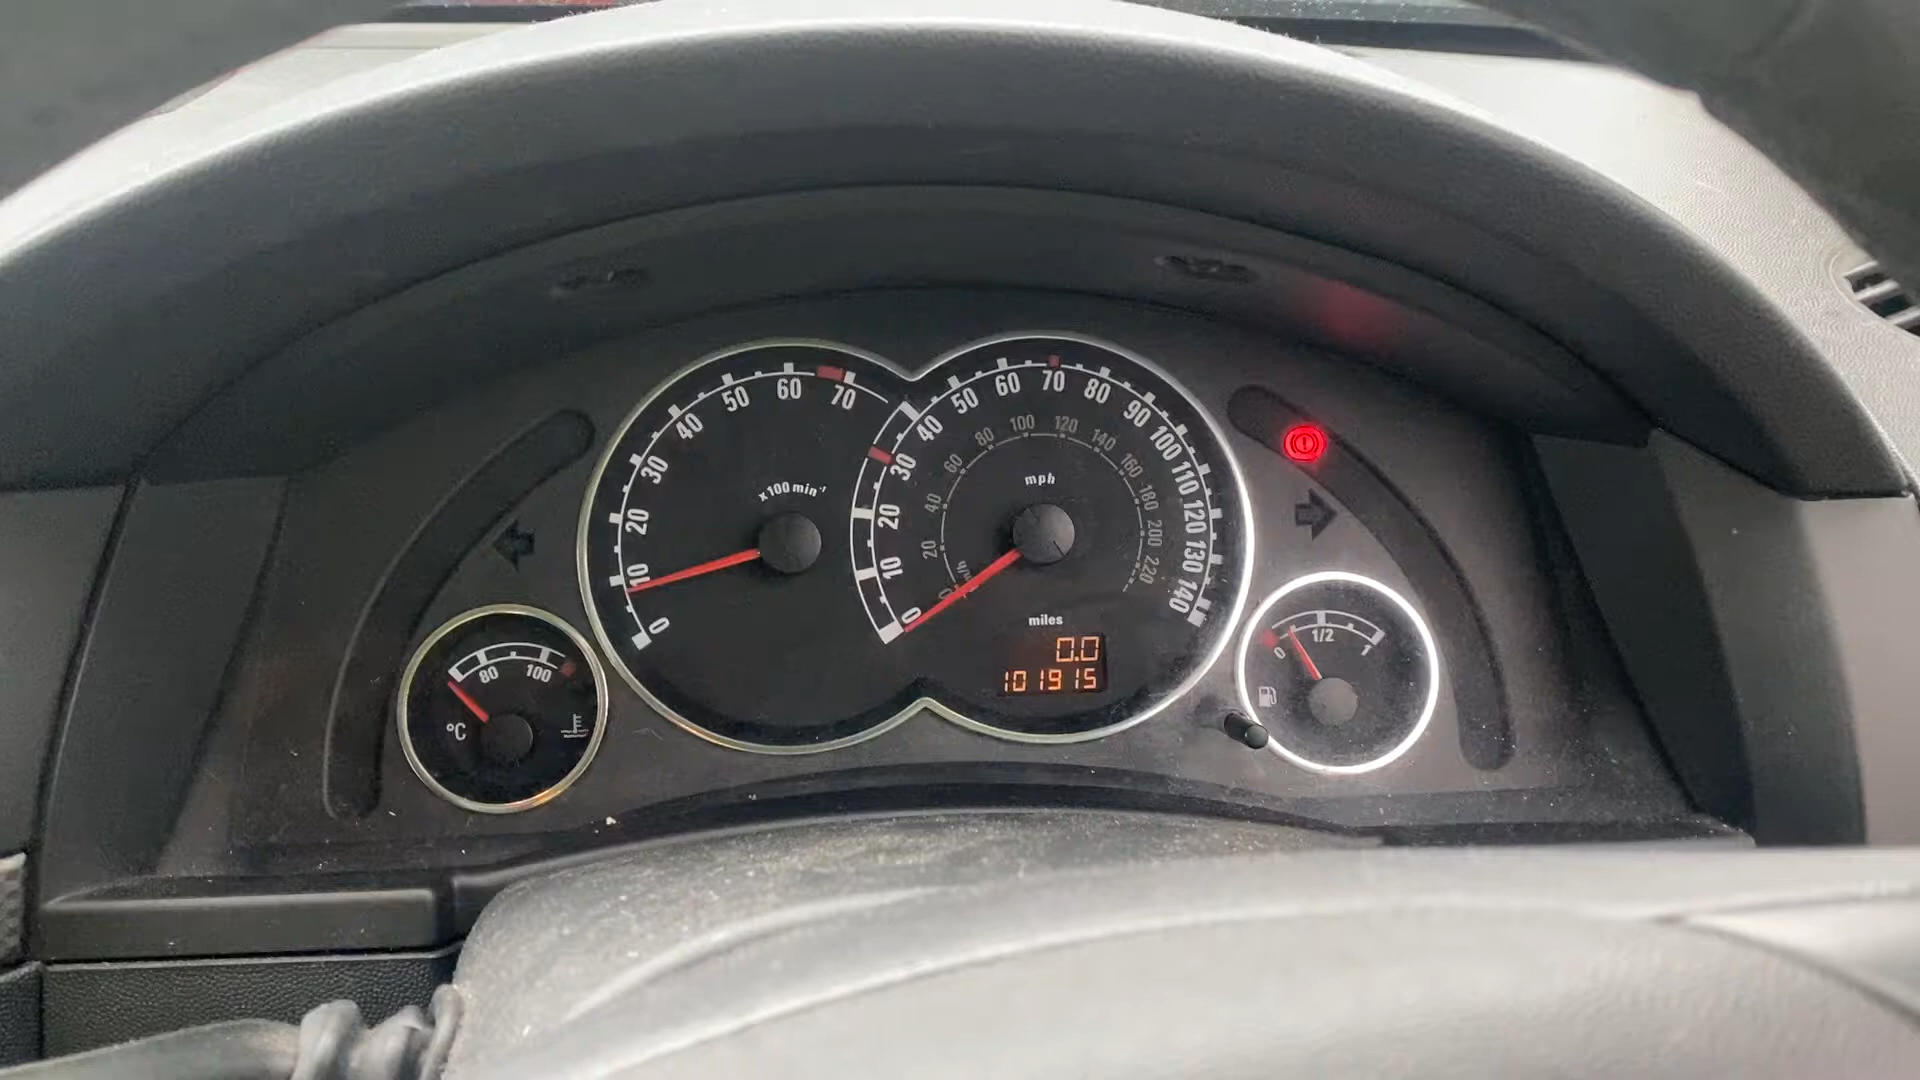 0 10 20 30 40 50 60 70
x100 min⁻¹
0 10 20 30 40 50 60 70 80 90 100 110 120 130 140
mph
20 40 60 80 100 120 140 160 180 200 220
miles
0.0
101915
80 100
°C
0 1/2 1